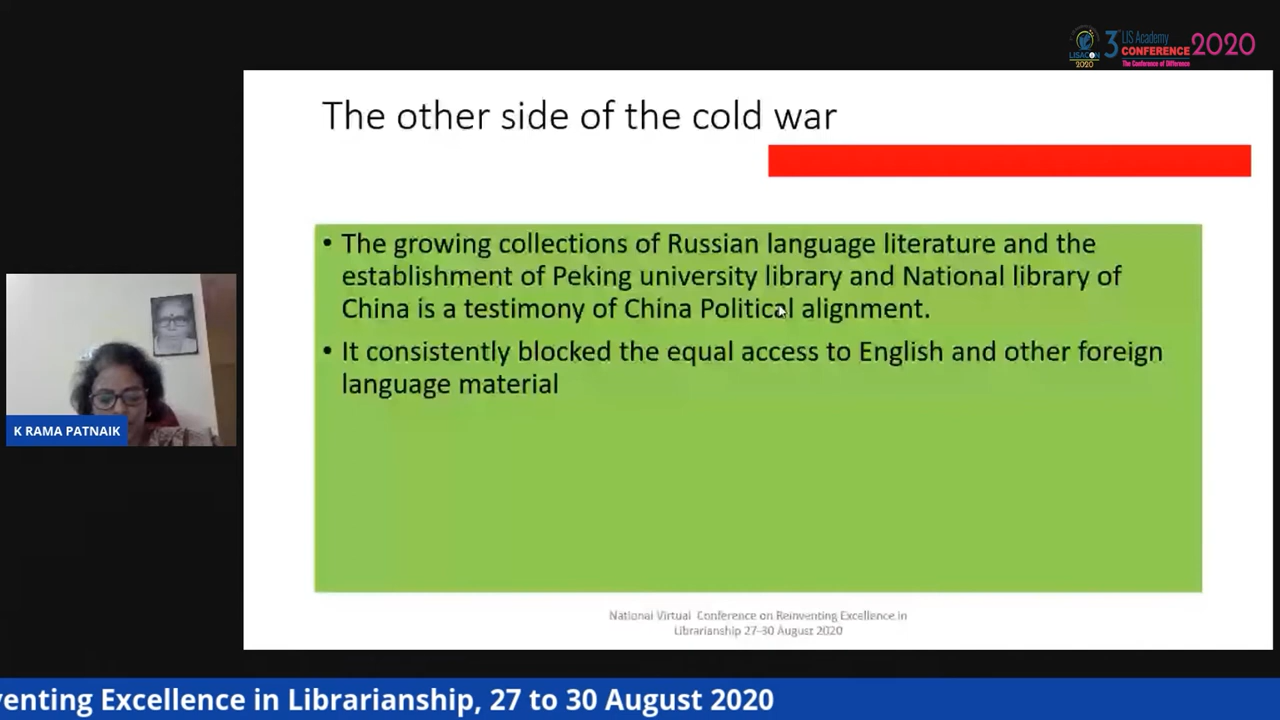 3rd LIS Academy
CONFERENCE 2020
The Conference of Difference
LISACON
2020
The other side of the cold war
• The growing collections of Russian language literature and the
establishment of Peking university library and National library of
China is a testimony of China Political alignment.
• It consistently blocked the equal access to English and other foreign
language material
K RAMA PATNAIK
National Virtual Conference on Reinventing Excellence in
Librarianship 27-30 August 2020
venting Excellence in Librarianship, 27 to 30 August 2020